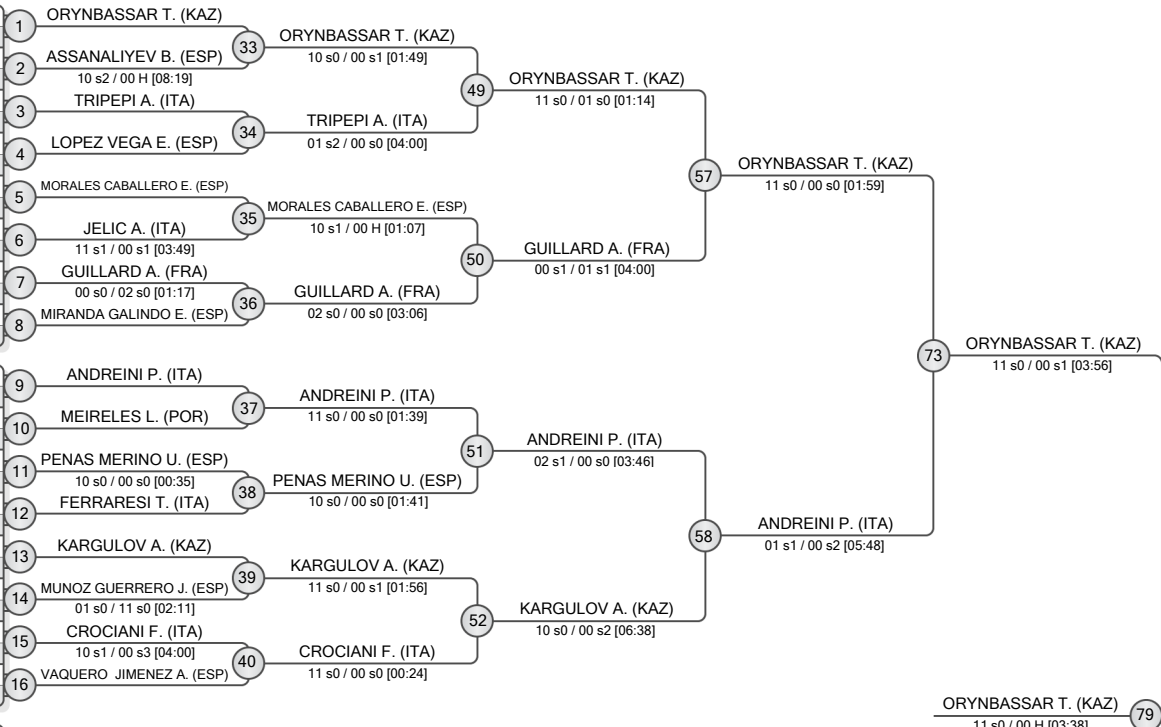 1
ORYNBASSAR T. (KAZ)
2
ASSANALIYEV B. (ESP)
10 s2 / 00 H [08:19]
3
TRIPEPI A. (ITA)
4
LOPEZ VEGA E. (ESP)
5
MORALES CABALLERO E. (ESP)
6
JELIC A. (ITA)
11 s1 / 00 s1 [03:49]
7
GUILLARD A. (FRA)
00 s0 / 02 s0 [01:17]
8
MIRANDA GALINDO E. (ESP)
9
ANDREINI P. (ITA)
10
MEIRELES L. (POR)
11
PENAS MERINO U. (ESP)
10 s0 / 00 s0 [00:35]
12
FERRARESI T. (ITA)
13
KARGULOV A. (KAZ)
14
MUNOZ GUERRERO J. (ESP)
01 s0 / 11 s0 [02:11]
15
CROCIANI F. (ITA)
10 s1 / 00 s3 [04:00]
16
VAQUERO JIMENEZ A. (ESP)
33
ORYNBASSAR T. (KAZ)
10 s0 / 00 s1 [01:49]
34
TRIPEPI A. (ITA)
01 s2 / 00 s0 [04:00]
35
MORALES CABALLERO E. (ESP)
10 s1 / 00 H [01:07]
36
GUILLARD A. (FRA)
02 s0 / 00 s0 [03:06]
37
ANDREINI P. (ITA)
11 s0 / 00 s0 [01:39]
38
PENAS MERINO U. (ESP)
10 s0 / 00 s0 [01:41]
39
KARGULOV A. (KAZ)
11 s0 / 00 s1 [01:56]
40
CROCIANI F. (ITA)
11 s0 / 00 s0 [00:24]
49
ORYNBASSAR T. (KAZ)
11 s0 / 01 s0 [01:14]
50
GUILLARD A. (FRA)
00 s1 / 01 s1 [04:00]
51
ANDREINI P. (ITA)
02 s1 / 00 s0 [03:46]
52
KARGULOV A. (KAZ)
10 s0 / 00 s2 [06:38]
57
ORYNBASSAR T. (KAZ)
11 s0 / 00 s0 [01:59]
58
ANDREINI P. (ITA)
01 s1 / 00 s2 [05:48]
73
ORYNBASSAR T. (KAZ)
11 s0 / 00 s1 [03:56]
ORYNBASSAR T. (KAZ)
79
11 s0 / 00 H [03:38]